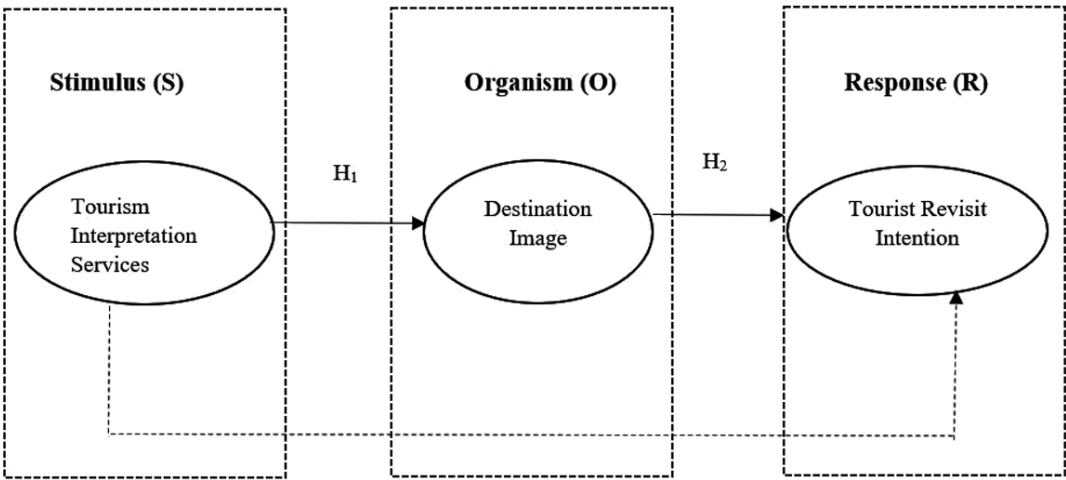 Stimulus (S)
Organism (O)
Response (R)
H₁
H₂
Tourism
Interpretation
Services
Destination
Image
Tourist Revisit
Intention